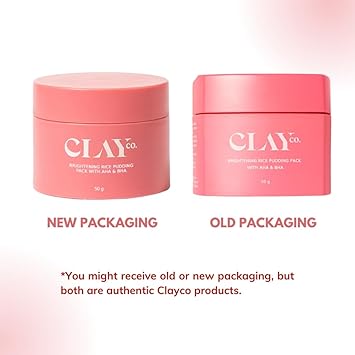 CLAY CO.
BRIGHTENING RICE PUDDING
PACK WITH AHA & BHA
50 g
CLAY CO.
BRIGHTENING RICE PUDDING PACK
WITH AHA & BHA
50 g
NEW PACKAGING
OLD PACKAGING
*You might receive old or new packaging, but
both are authentic Clayco products.